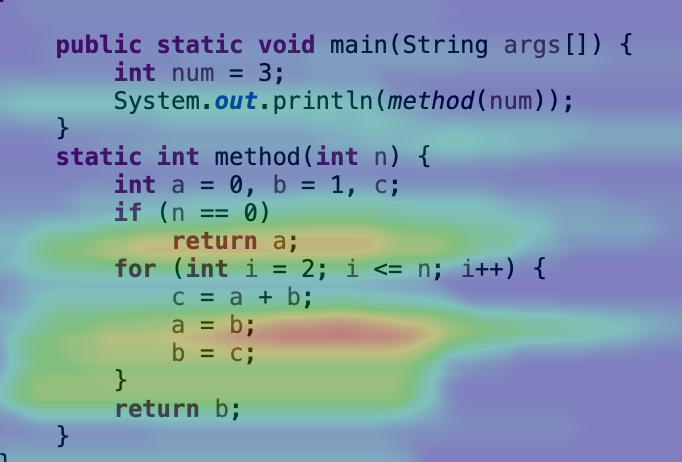 public static void main(String args[]) {
int num = 3;
System.out.println(method(num));
}
static int method(int n) {
int a = 0, b = 1, c;
if (n == 0)
return a;
for (int i = 2; i <= n; i++) {
c = a + b;
a = b;
b = c;
}
return b;
}
}